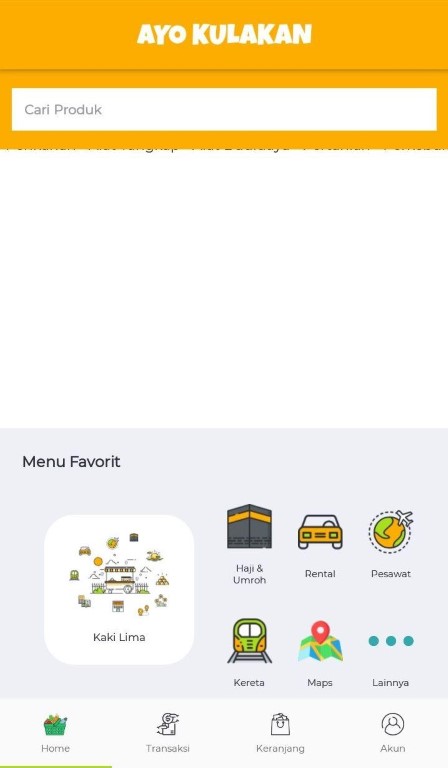 AYO KULAKAN
Cari Produk
Menu Favorit
Haji &
Umroh
Rental
Pesawat
Kaki Lima
Kereta
Maps
Lainnya
Home
Transaksi
Keranjang
Akun